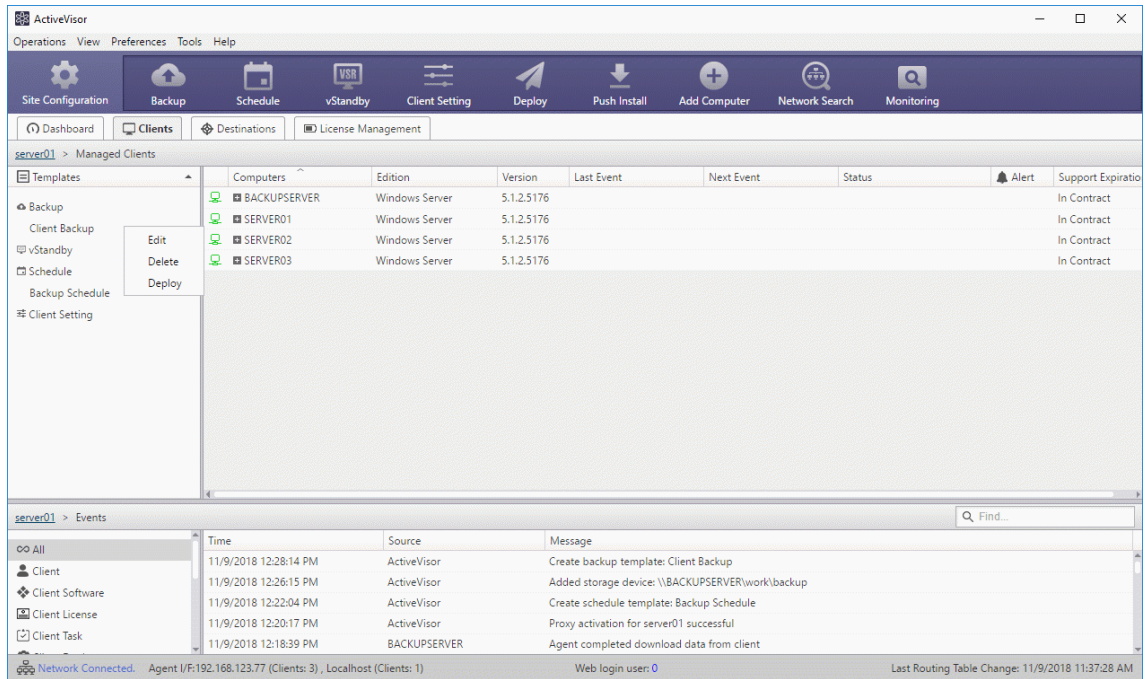 ActiveVisor
Operations View Preferences Tools Help
VSR
Site Configuration Backup Schedule vStandby Client Setting Deploy Push Install Add Computer Network Search Monitoring
Dashboard Clients Destinations License Management
server01 > Managed Clients
Templates Computers Edition Version Last Event Next Event Status Alert Support Expiratio
Backup
Client Backup
vStandby
Schedule
Backup Schedule
Client Setting
Edit
Delete
Deploy
BACKUPSERVER Windows Server 5.1.2.5176 In Contract
SERVER01 Windows Server 5.1.2.5176 In Contract
SERVER02 Windows Server 5.1.2.5176 In Contract
SERVER03 Windows Server 5.1.2.5176 In Contract
server01 > Events Find...
All
Client
Client Software
Client License
Client Task
Time Source Message
11/9/2018 12:28:14 PM ActiveVisor Create backup template: Client Backup
11/9/2018 12:26:15 PM ActiveVisor Added storage device: \\BACKUPSERVER\work\backup
11/9/2018 12:22:04 PM ActiveVisor Create schedule template: Backup Schedule
11/9/2018 12:20:17 PM ActiveVisor Proxy activation for server01 successful
11/9/2018 12:18:39 PM BACKUPSERVER Agent completed download data from client
Network Connected. Agent I/F:192.168.123.77 (Clients: 3) , Localhost (Clients: 1) Web login user: 0 Last Routing Table Change: 11/9/2018 11:37:28 AM